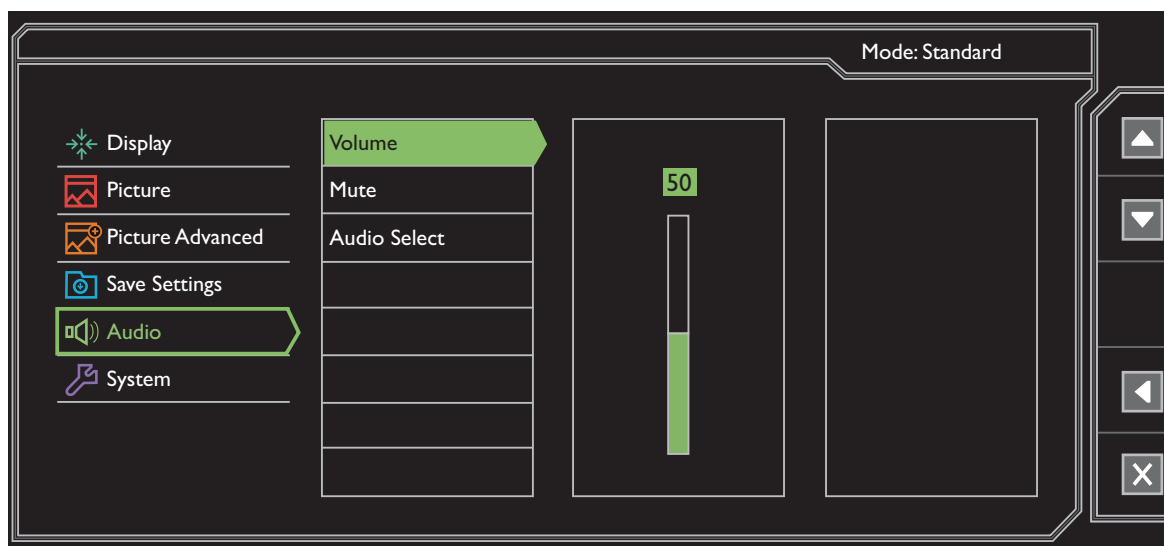 Mode: Standard
Display
Picture
Picture Advanced
Save Settings
Audio
System
Volume
Mute
Audio Select
50